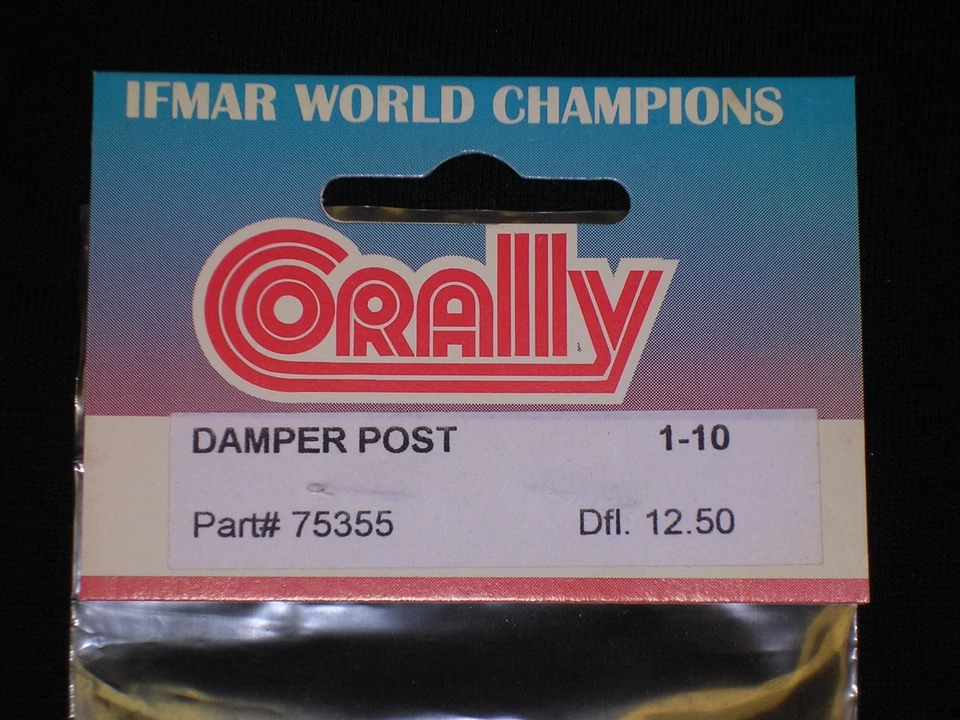 IFMAR WORLD CHAMPIONS
CORALLY
DAMPER POST 1-10
Part# 75355 Dfl. 12.50